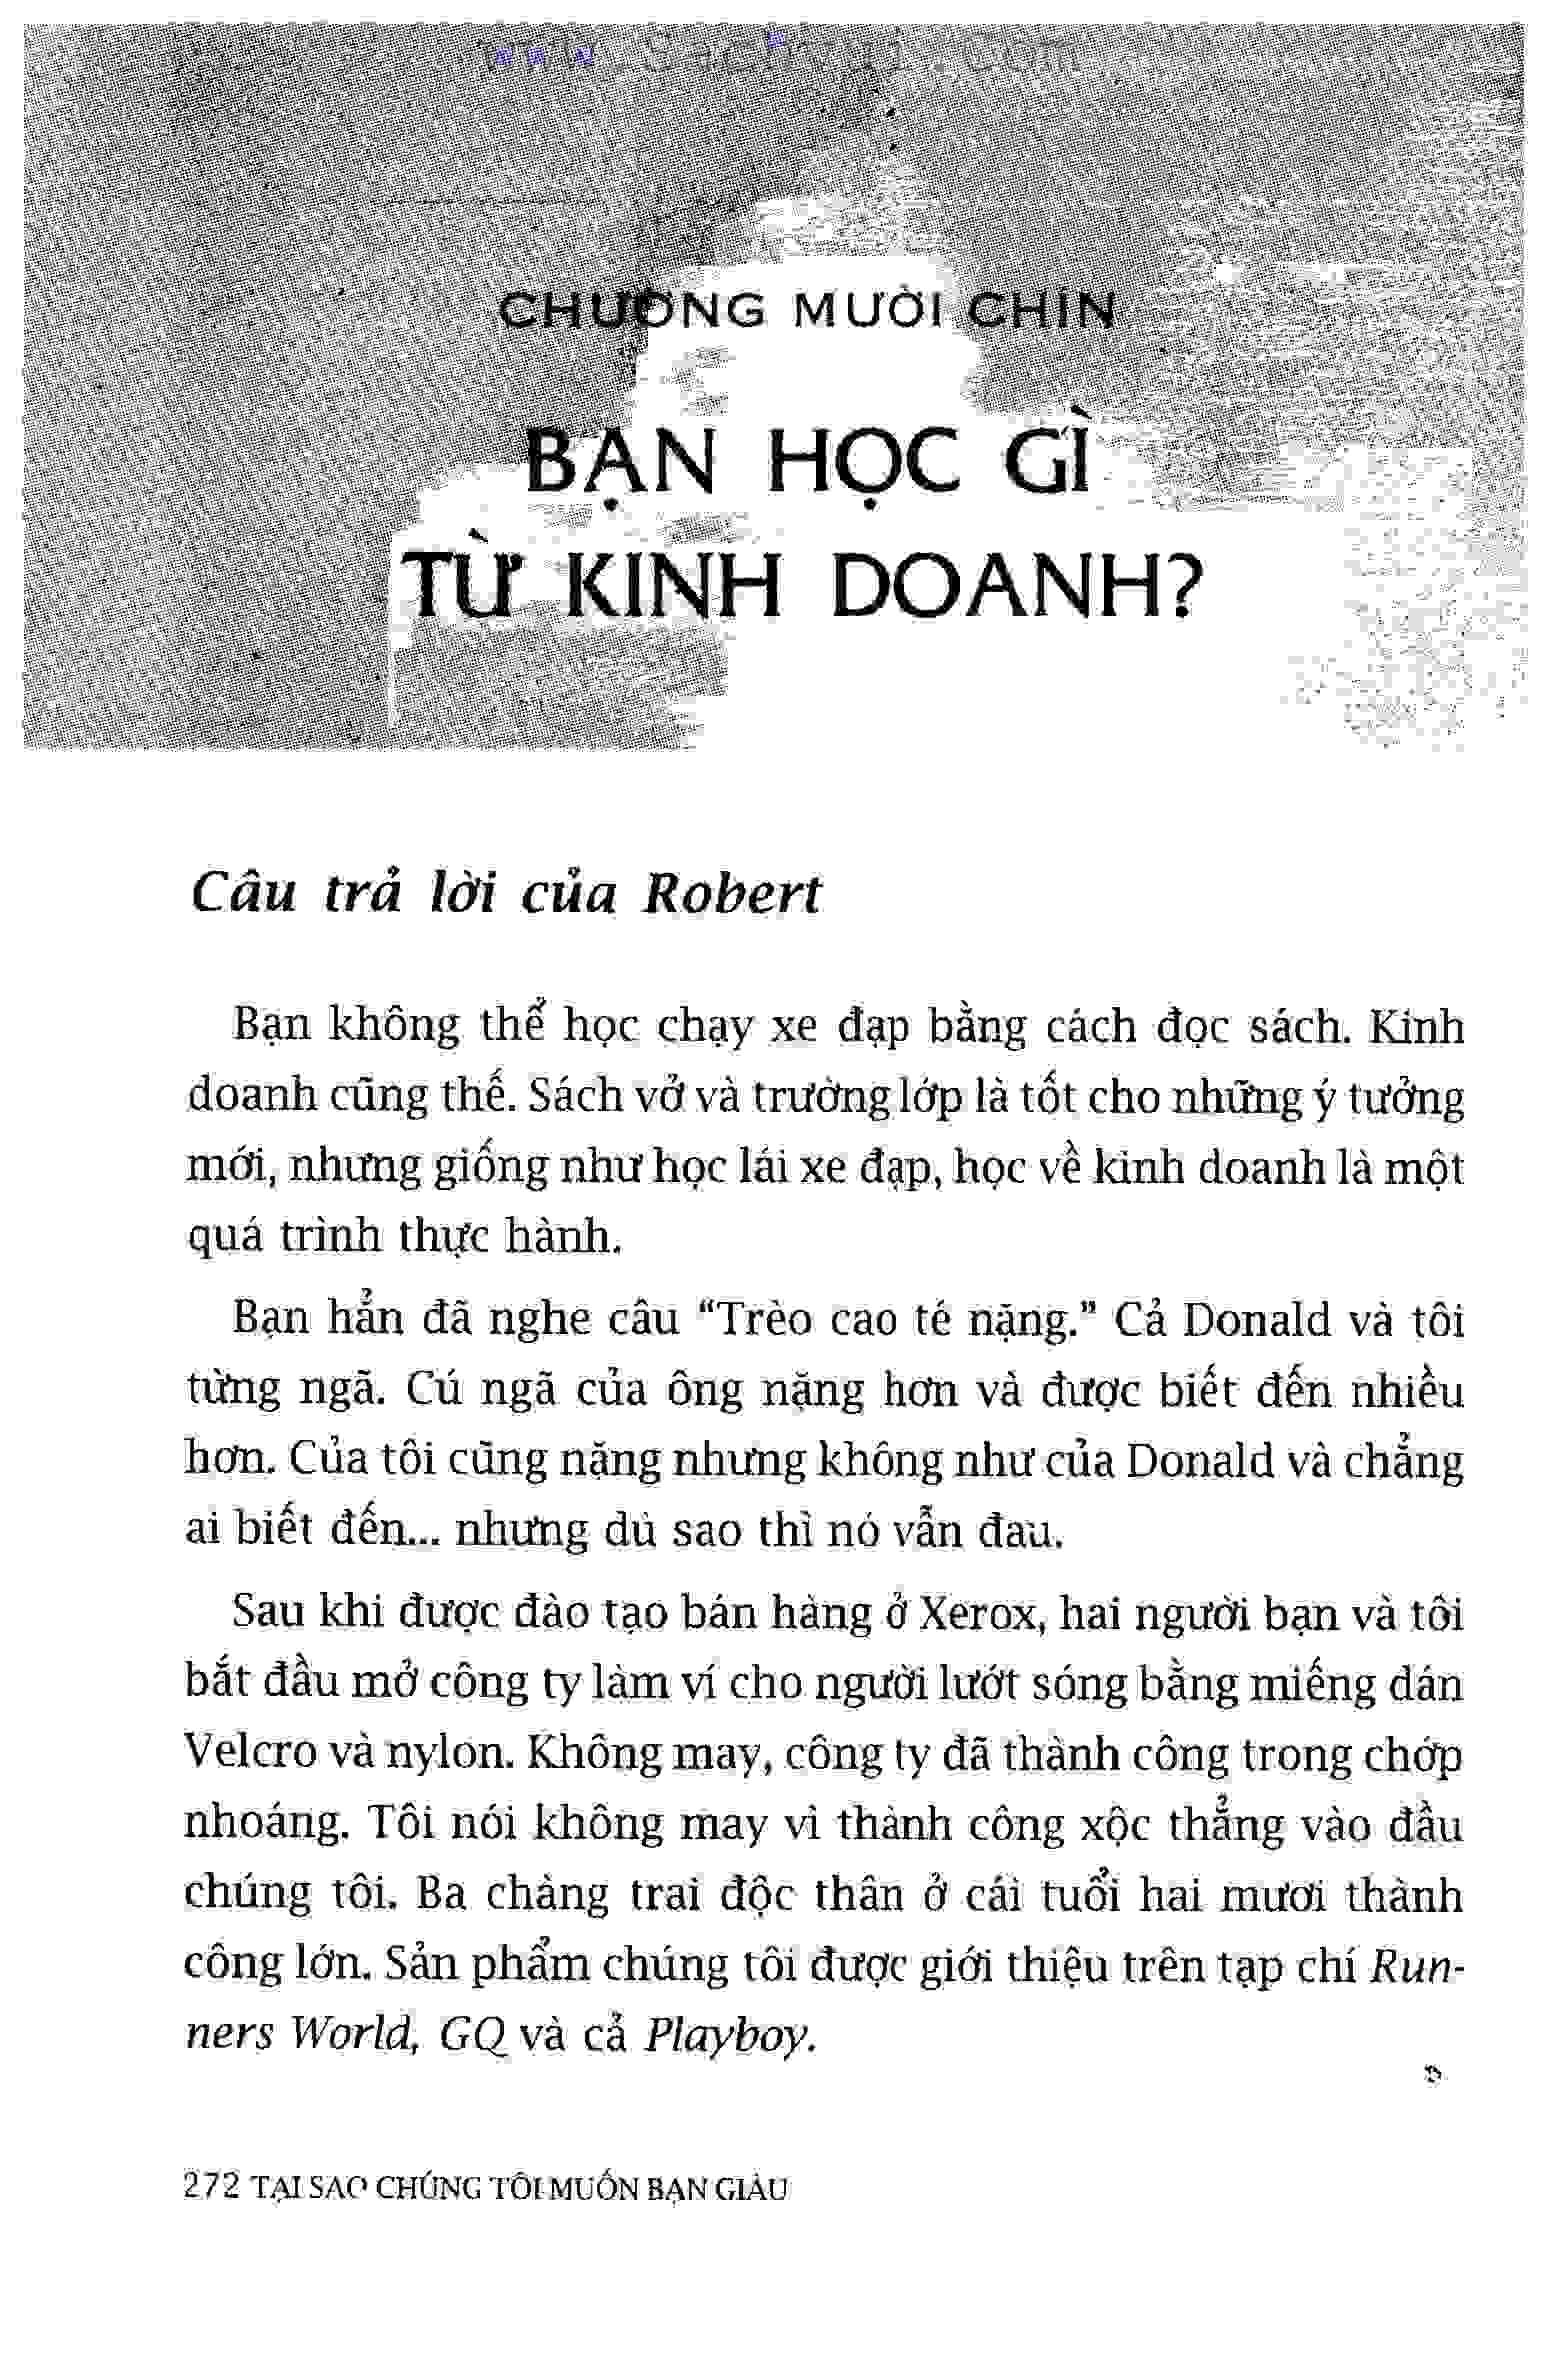 www.Sachvui.Com
CHƯƠNG MƯỜI CHÍN
BẠN HỌC GÌ
TỪ KINH DOANH?
Câu trả lời của Robert
Bạn không thể học chạy xe đạp bằng cách đọc sách. Kinh
doanh cũng thế. Sách vở và trường lớp là tốt cho những ý tưởng
mới, nhưng giống như học lái xe đạp, học về kinh doanh là một
quá trình thực hành.
Bạn hẳn đã nghe câu “Trèo cao té nặng.” Cả Donald và tôi
từng ngã. Cú ngã của ông nặng hơn và được biết đến nhiều
hơn. Của tôi cũng nặng nhưng không như của Donald và chẳng
ai biết đến... nhưng dù sao thì nó vẫn đau.
Sau khi được đào tạo bán hàng ở Xerox, hai người bạn và tôi
bắt đầu mở công ty làm ví cho người lướt sóng bằng miếng dán
Velcro và nylon. Không may, công ty đã thành công trong chớp
nhoáng. Tôi nói không may vì thành công xộc thẳng vào đầu
chúng tôi. Ba chàng trai độc thân ở cái tuổi hai mươi thành
công lớn. Sản phẩm chúng tôi được giới thiệu trên tạp chí Run-
ners World, GQ và cả Playboy.
272 TẠI SAO CHÚNG TÔI MUỐN BẠN GIÀU